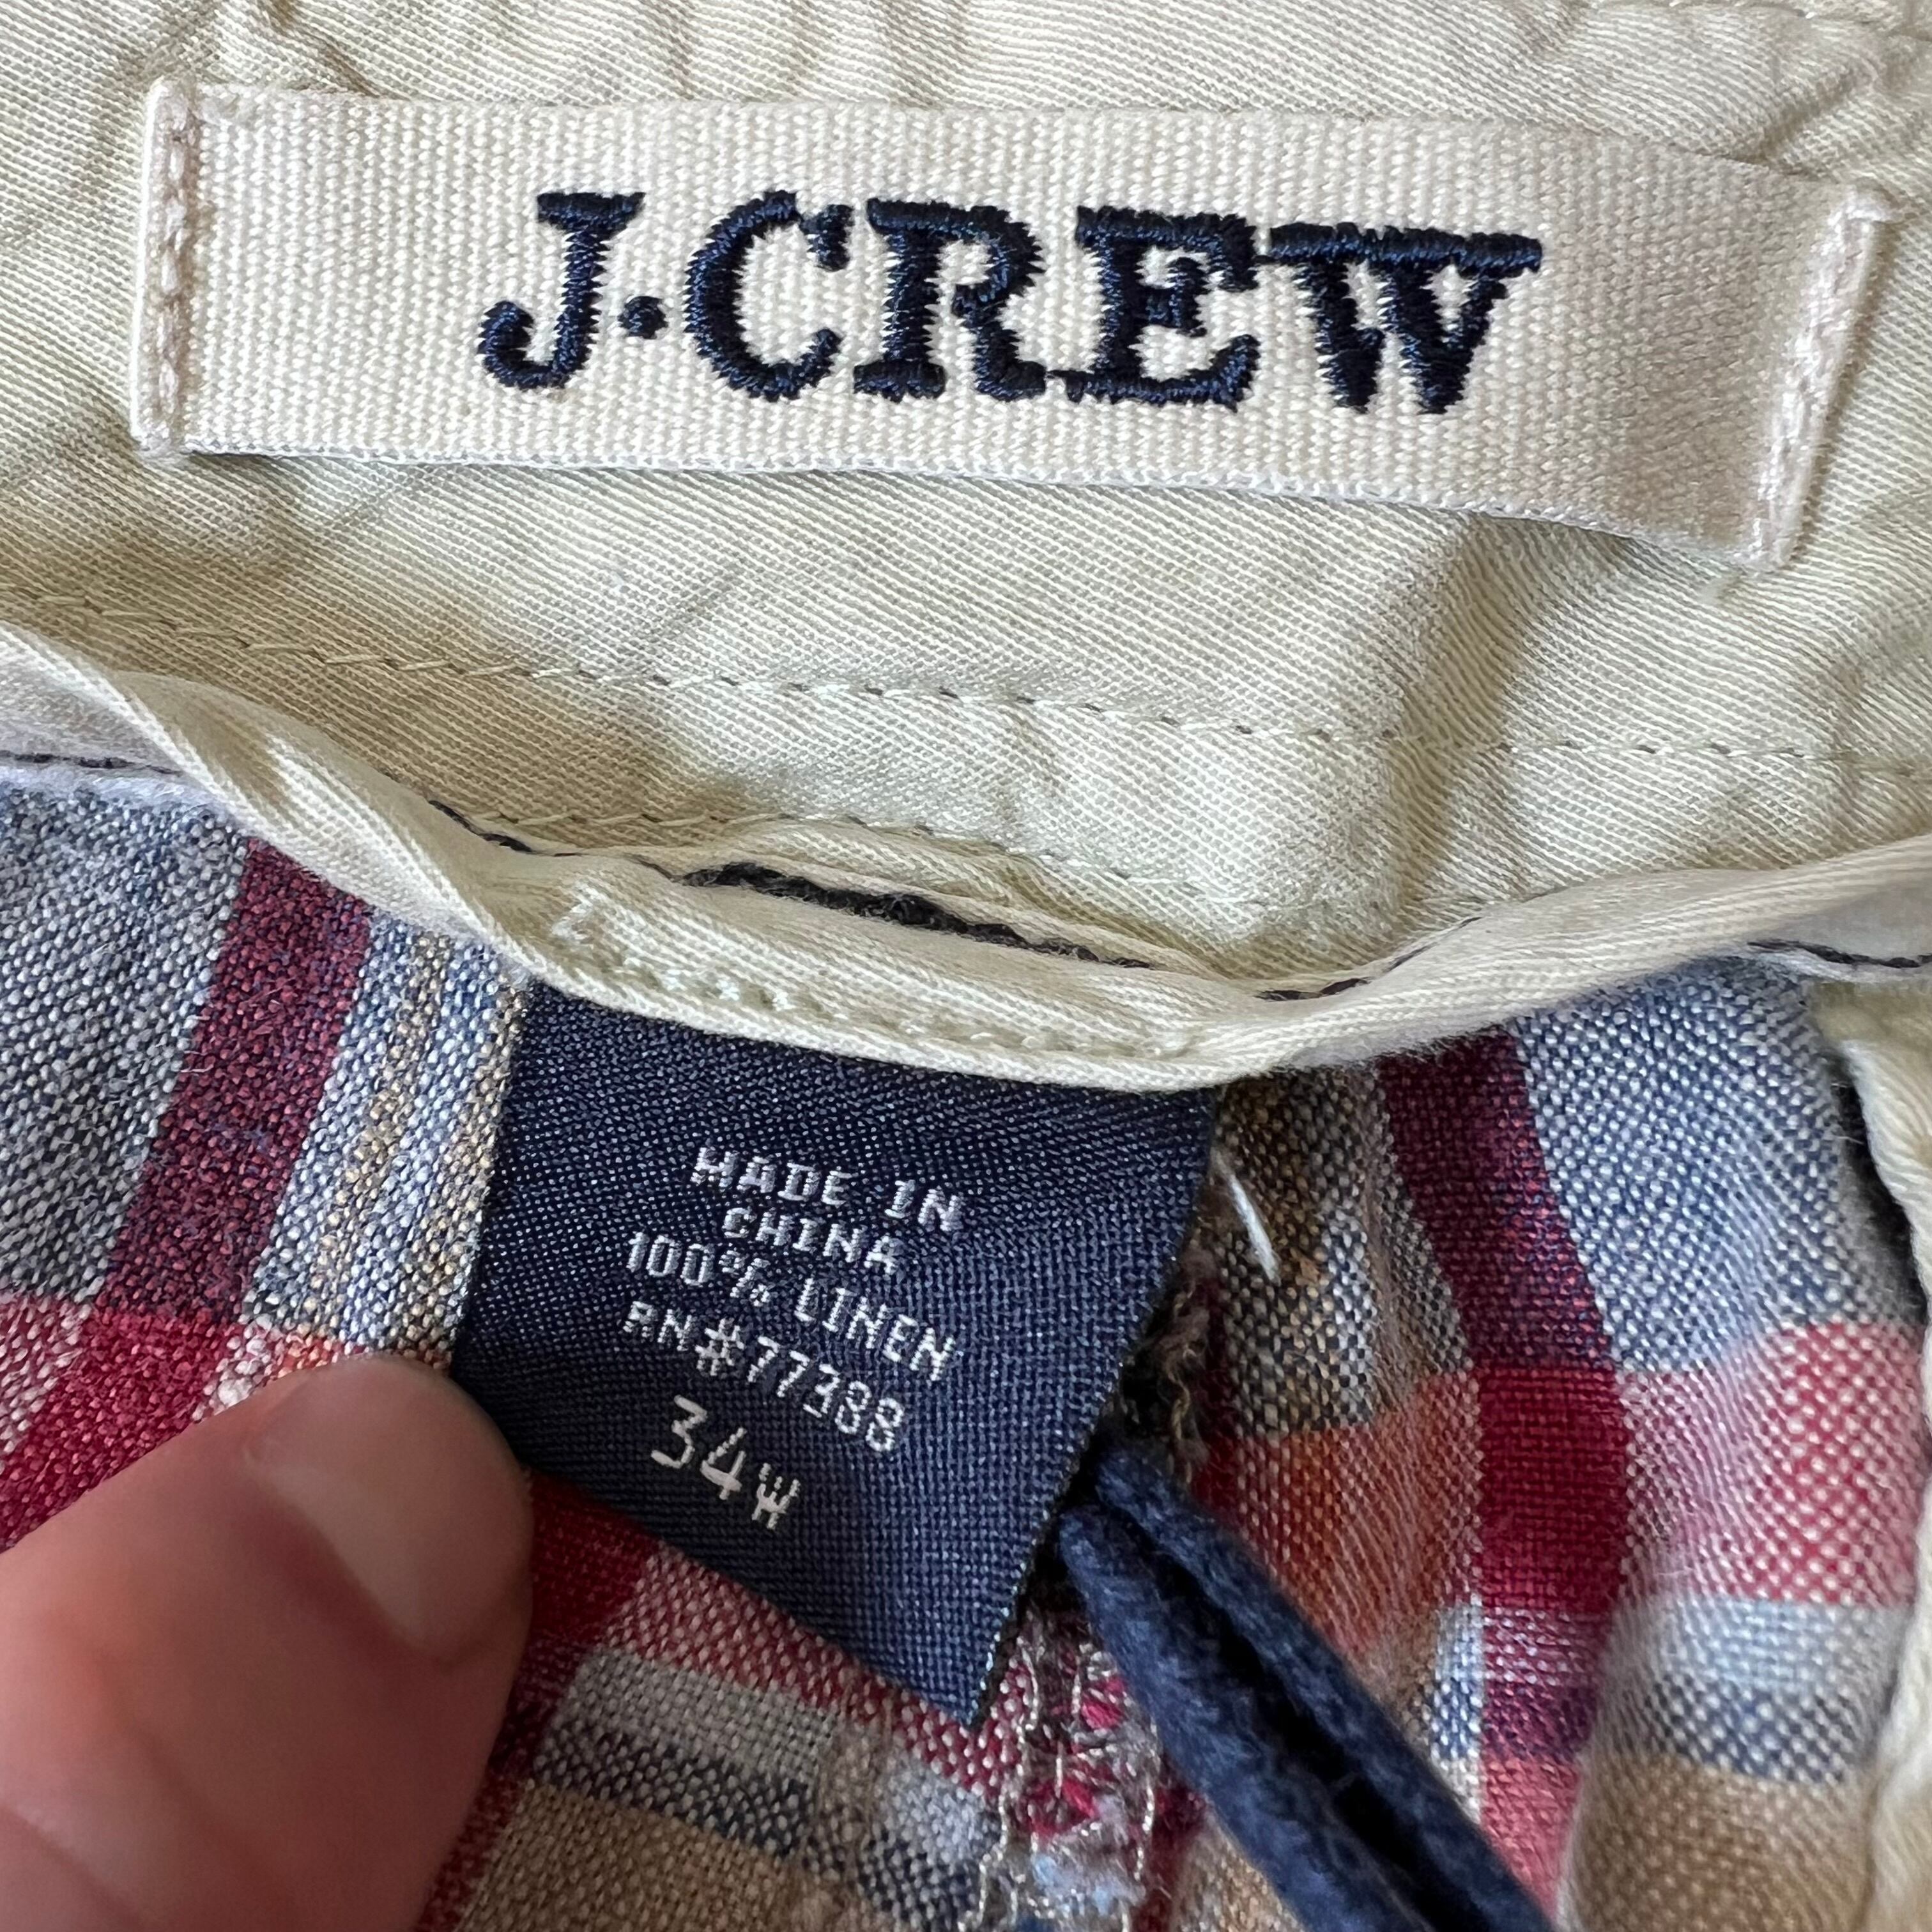 J.CREW
MADE IN
CHINA
100% LINEN
RN#77388
34W